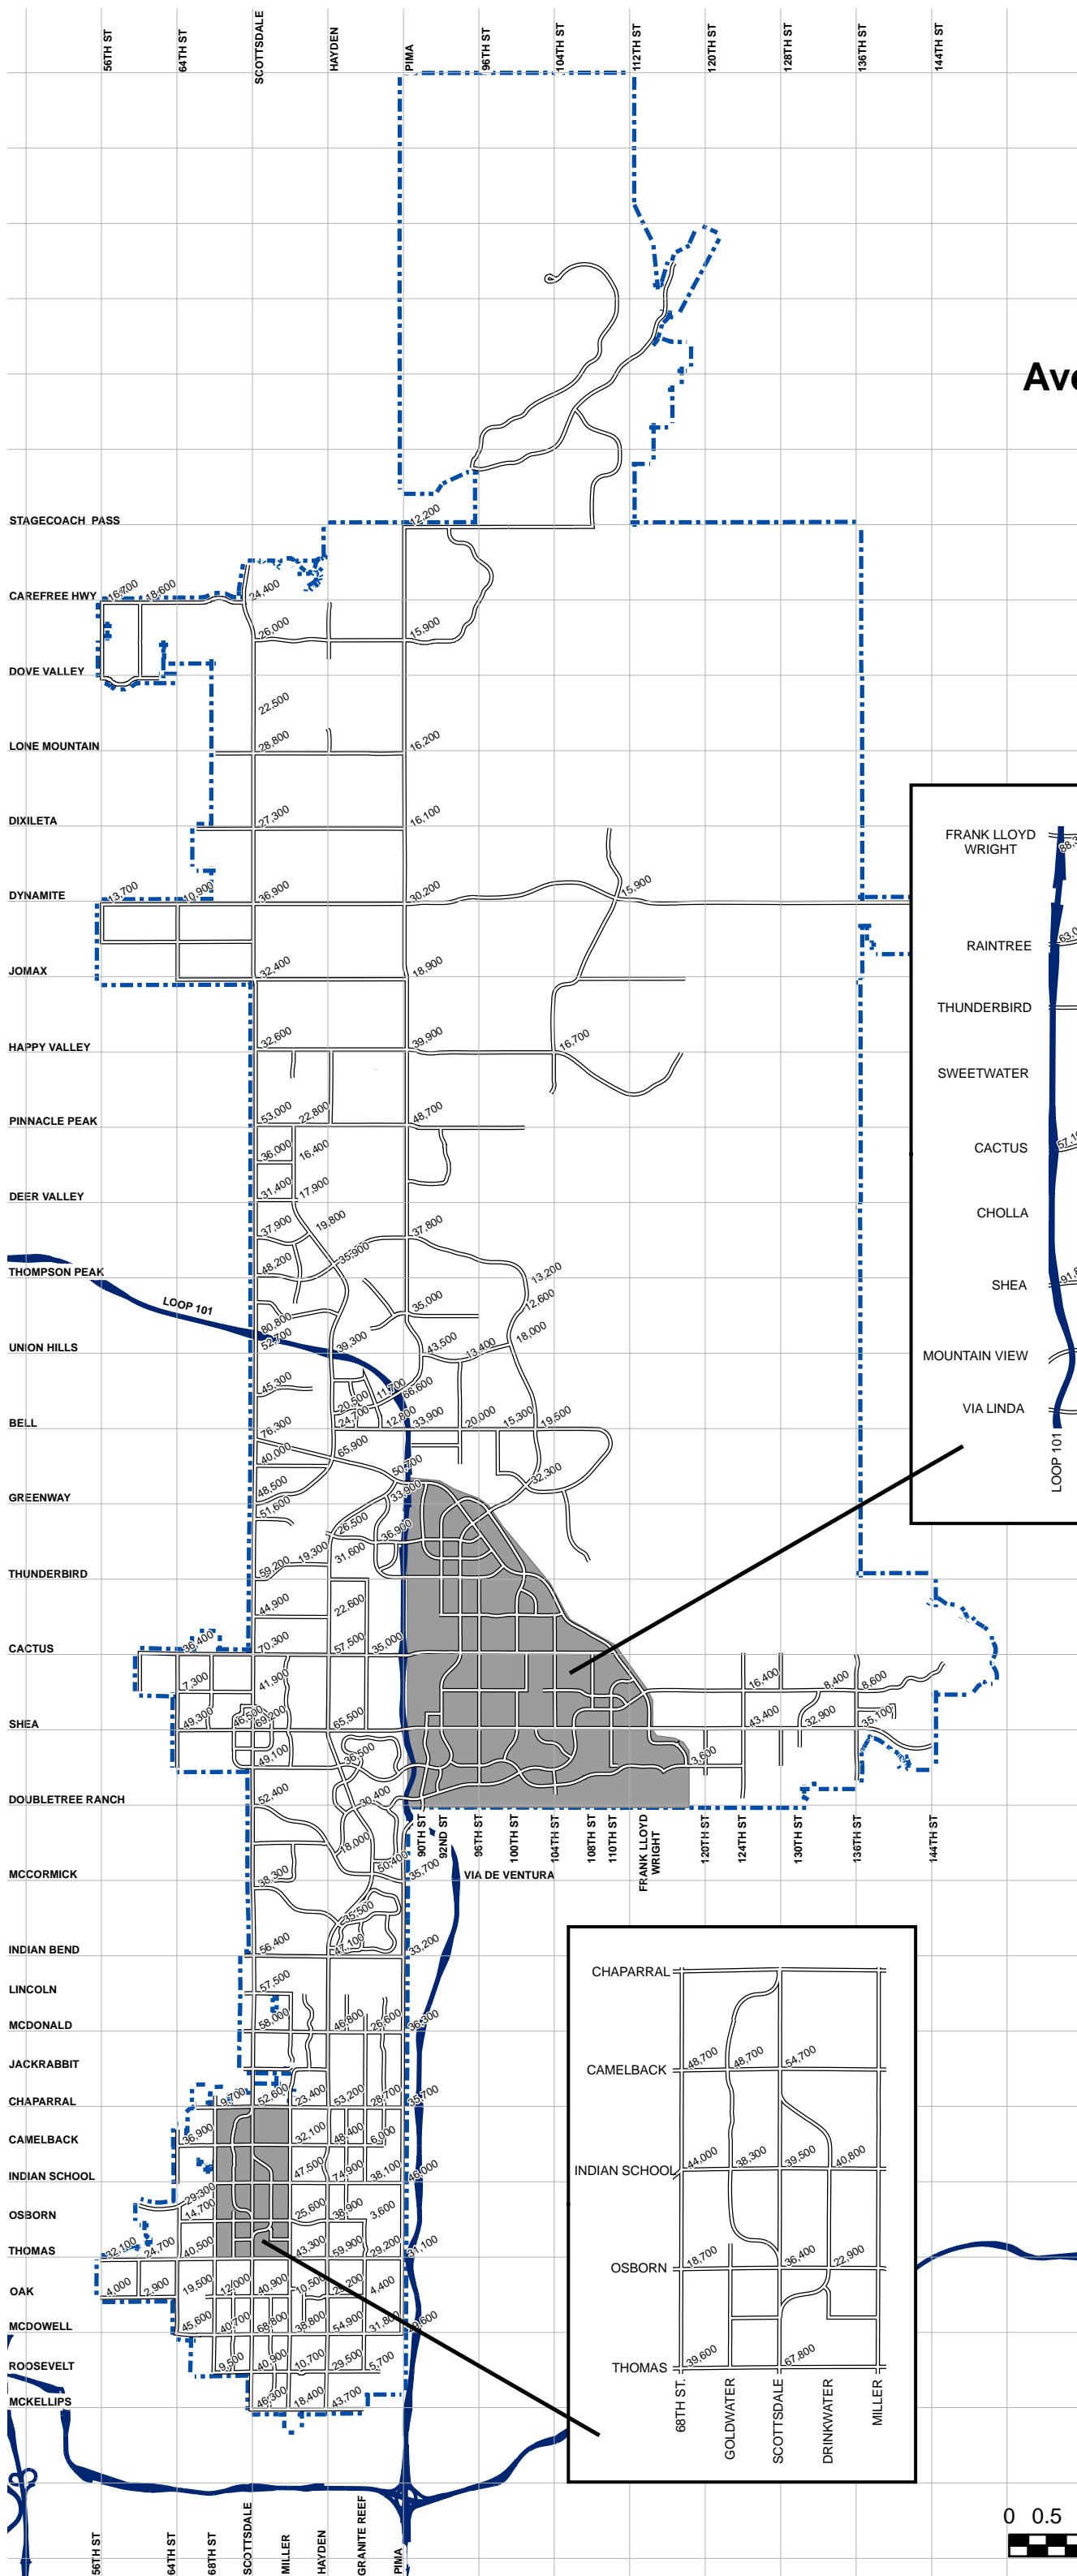 56TH ST
64TH ST
SCOTTSDALE
HAYDEN
PIMA
96TH ST
104TH ST
112TH ST
120TH ST
128TH ST
136TH ST
144TH ST
STAGECOACH PASS
12,200
CAREFREE HWY
18,600
24,400
26,000
15,900
DOVE VALLEY
22,500
LONE MOUNTAIN
28,800
16,200
DIXILETA
27,300
16,100
DYNAMITE
13,700
10,900
36,900
30,200
15,900
JOMAX
32,400
18,900
HAPPY VALLEY
32,600
39,900
16,700
PINNACLE PEAK
53,000
22,800
48,700
36,000
16,400
DEER VALLEY
31,400
17,900
37,900
19,800
37,800
THOMPSON PEAK
48,200
35,900
13,200
LOOP 101
35,000
12,600
80,800
UNION HILLS
52,700
39,300
43,500
13,400
18,000
45,300
11,700
66,600
20,500
BELL
76,300
24,700
12,800
33,900
20,000
15,300
19,500
40,000
65,900
50,700
GREENWAY
48,500
33,900
32,300
51,600
26,500
36,900
THUNDERBIRD
59,200
19,300
31,600
44,900
22,600
CACTUS
36,400
70,300
57,500
35,000
7,300
41,900
16,400
8,400
8,600
SHEA
49,300
46,500
69,200
65,500
43,400
32,900
35,100
49,100
36,500
3,600
DOUBLETREE RANCH
52,400
30,400
90TH ST
92ND ST
96TH ST
100TH ST
104TH ST
108TH ST
110TH ST
FRANK LLOYD
WRIGHT
120TH ST
124TH ST
130TH ST
136TH ST
144TH ST
18,000
MCCORMICK
38,300
50,400
35,700
VIA DE VENTURA
35,500
INDIAN BEND
56,400
47,100
33,200
LINCOLN
57,500
MCDONALD
58,000
46,800
26,600
36,300
JACKRABBIT
CHAPARRAL
9,700
52,600
23,400
53,200
28,700
35,700
CAMELBACK
36,900
32,100
48,400
6,000
INDIAN SCHOOL
47,500
74,900
38,100
46,000
29,300
OSBORN
14,700
25,600
38,900
3,600
THOMAS
32,100
24,700
40,500
43,300
59,900
29,200
31,100
OAK
4,000
2,900
19,500
12,000
40,900
10,500
4,400
MCDOWELL
45,600
40,700
68,800
38,800
54,900
31,800
ROOSEVELT
9,500
40,900
10,700
29,500
5,700
MCKELLIPS
46,300
18,400
43,700
56TH ST
64TH ST
68TH ST
SCOTTSDALE
MILLER
HAYDEN
GRANITE REEF
PIMA
FRANK LLOYD
WRIGHT
RAINTREE
THUNDERBIRD
SWEETWATER
CACTUS
CHOLLA
SHEA
MOUNTAIN VIEW
VIA LINDA
LOOP 101
CHAPARRAL
CAMELBACK
48,700
48,700
54,700
INDIAN SCHOOL
44,000
38,300
39,500
40,800
OSBORN
18,700
36,400
22,900
THOMAS
39,600
67,800
68TH ST.
GOLDWATER
SCOTTSDALE
DRINKWATER
MILLER
0 0.5